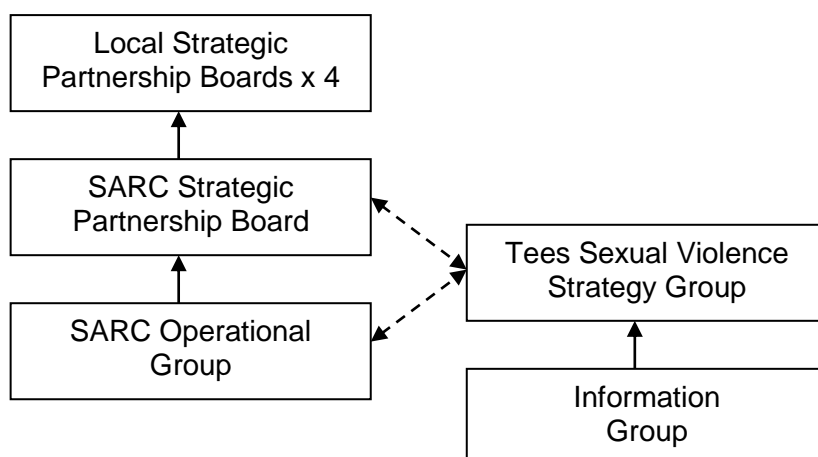 Local Strategic
Partnership Boards x 4
SARC Strategic
Partnership Board
Tees Sexual Violence
Strategy Group
SARC Operational
Group
Information
Group